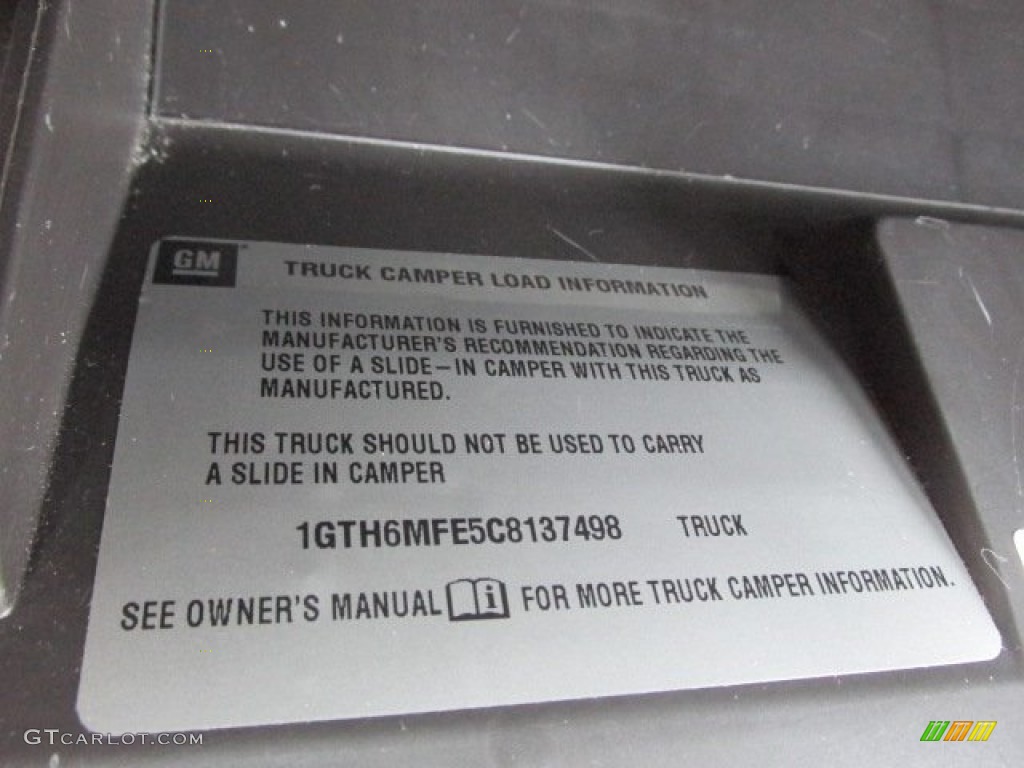 GM
TRUCK CAMPER LOAD INFORMATION
THIS INFORMATION IS FURNISHED TO INDICATE THE
MANUFACTURER'S RECOMMENDATION REGARDING THE
USE OF A SLIDE–IN CAMPER WITH THIS TRUCK AS
MANUFACTURED.
THIS TRUCK SHOULD NOT BE USED TO CARRY
A SLIDE IN CAMPER
1GTH6MFE5C8137498 TRUCK
SEE OWNER'S MANUAL i FOR MORE TRUCK CAMPER INFORMATION.
GTCARLOT.COM